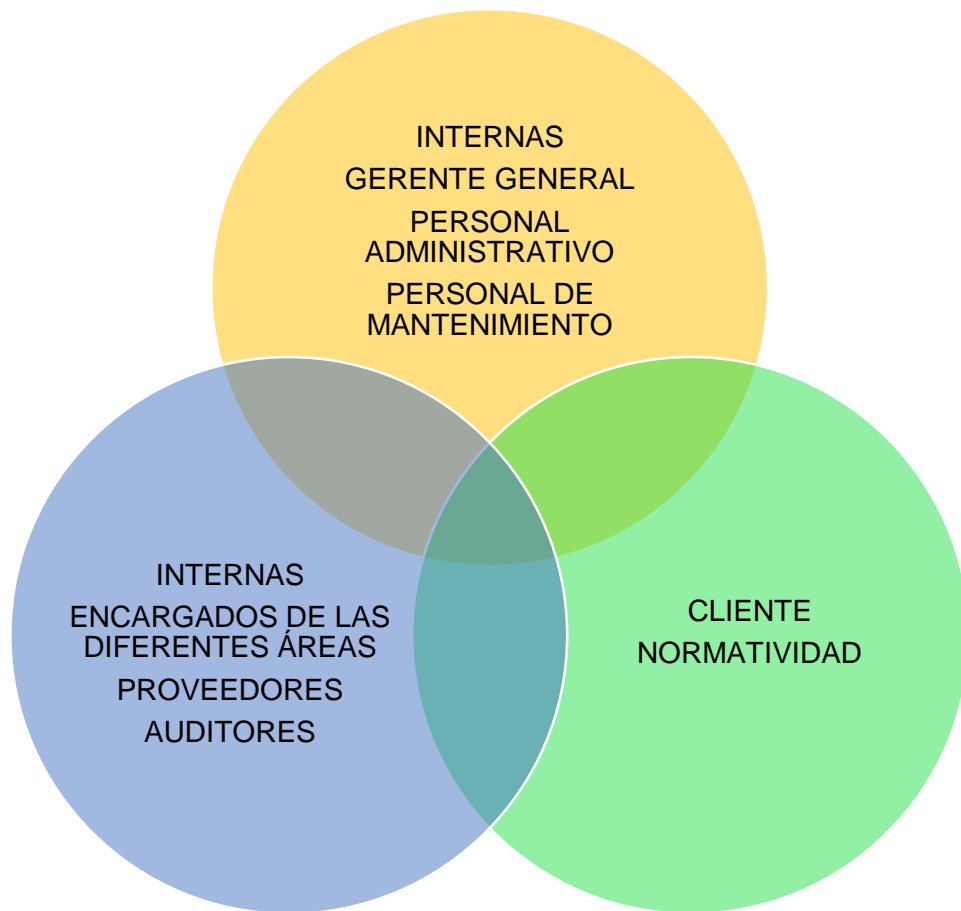 INTERNAS
GERENTE GENERAL
PERSONAL
ADMINISTRATIVO
PERSONAL DE
MANTENIMIENTO
INTERNAS
ENCARGADOS DE LAS
DIFERENTES ÁREAS
PROVEEDORES
AUDITORES
CLIENTE
NORMATIVIDAD